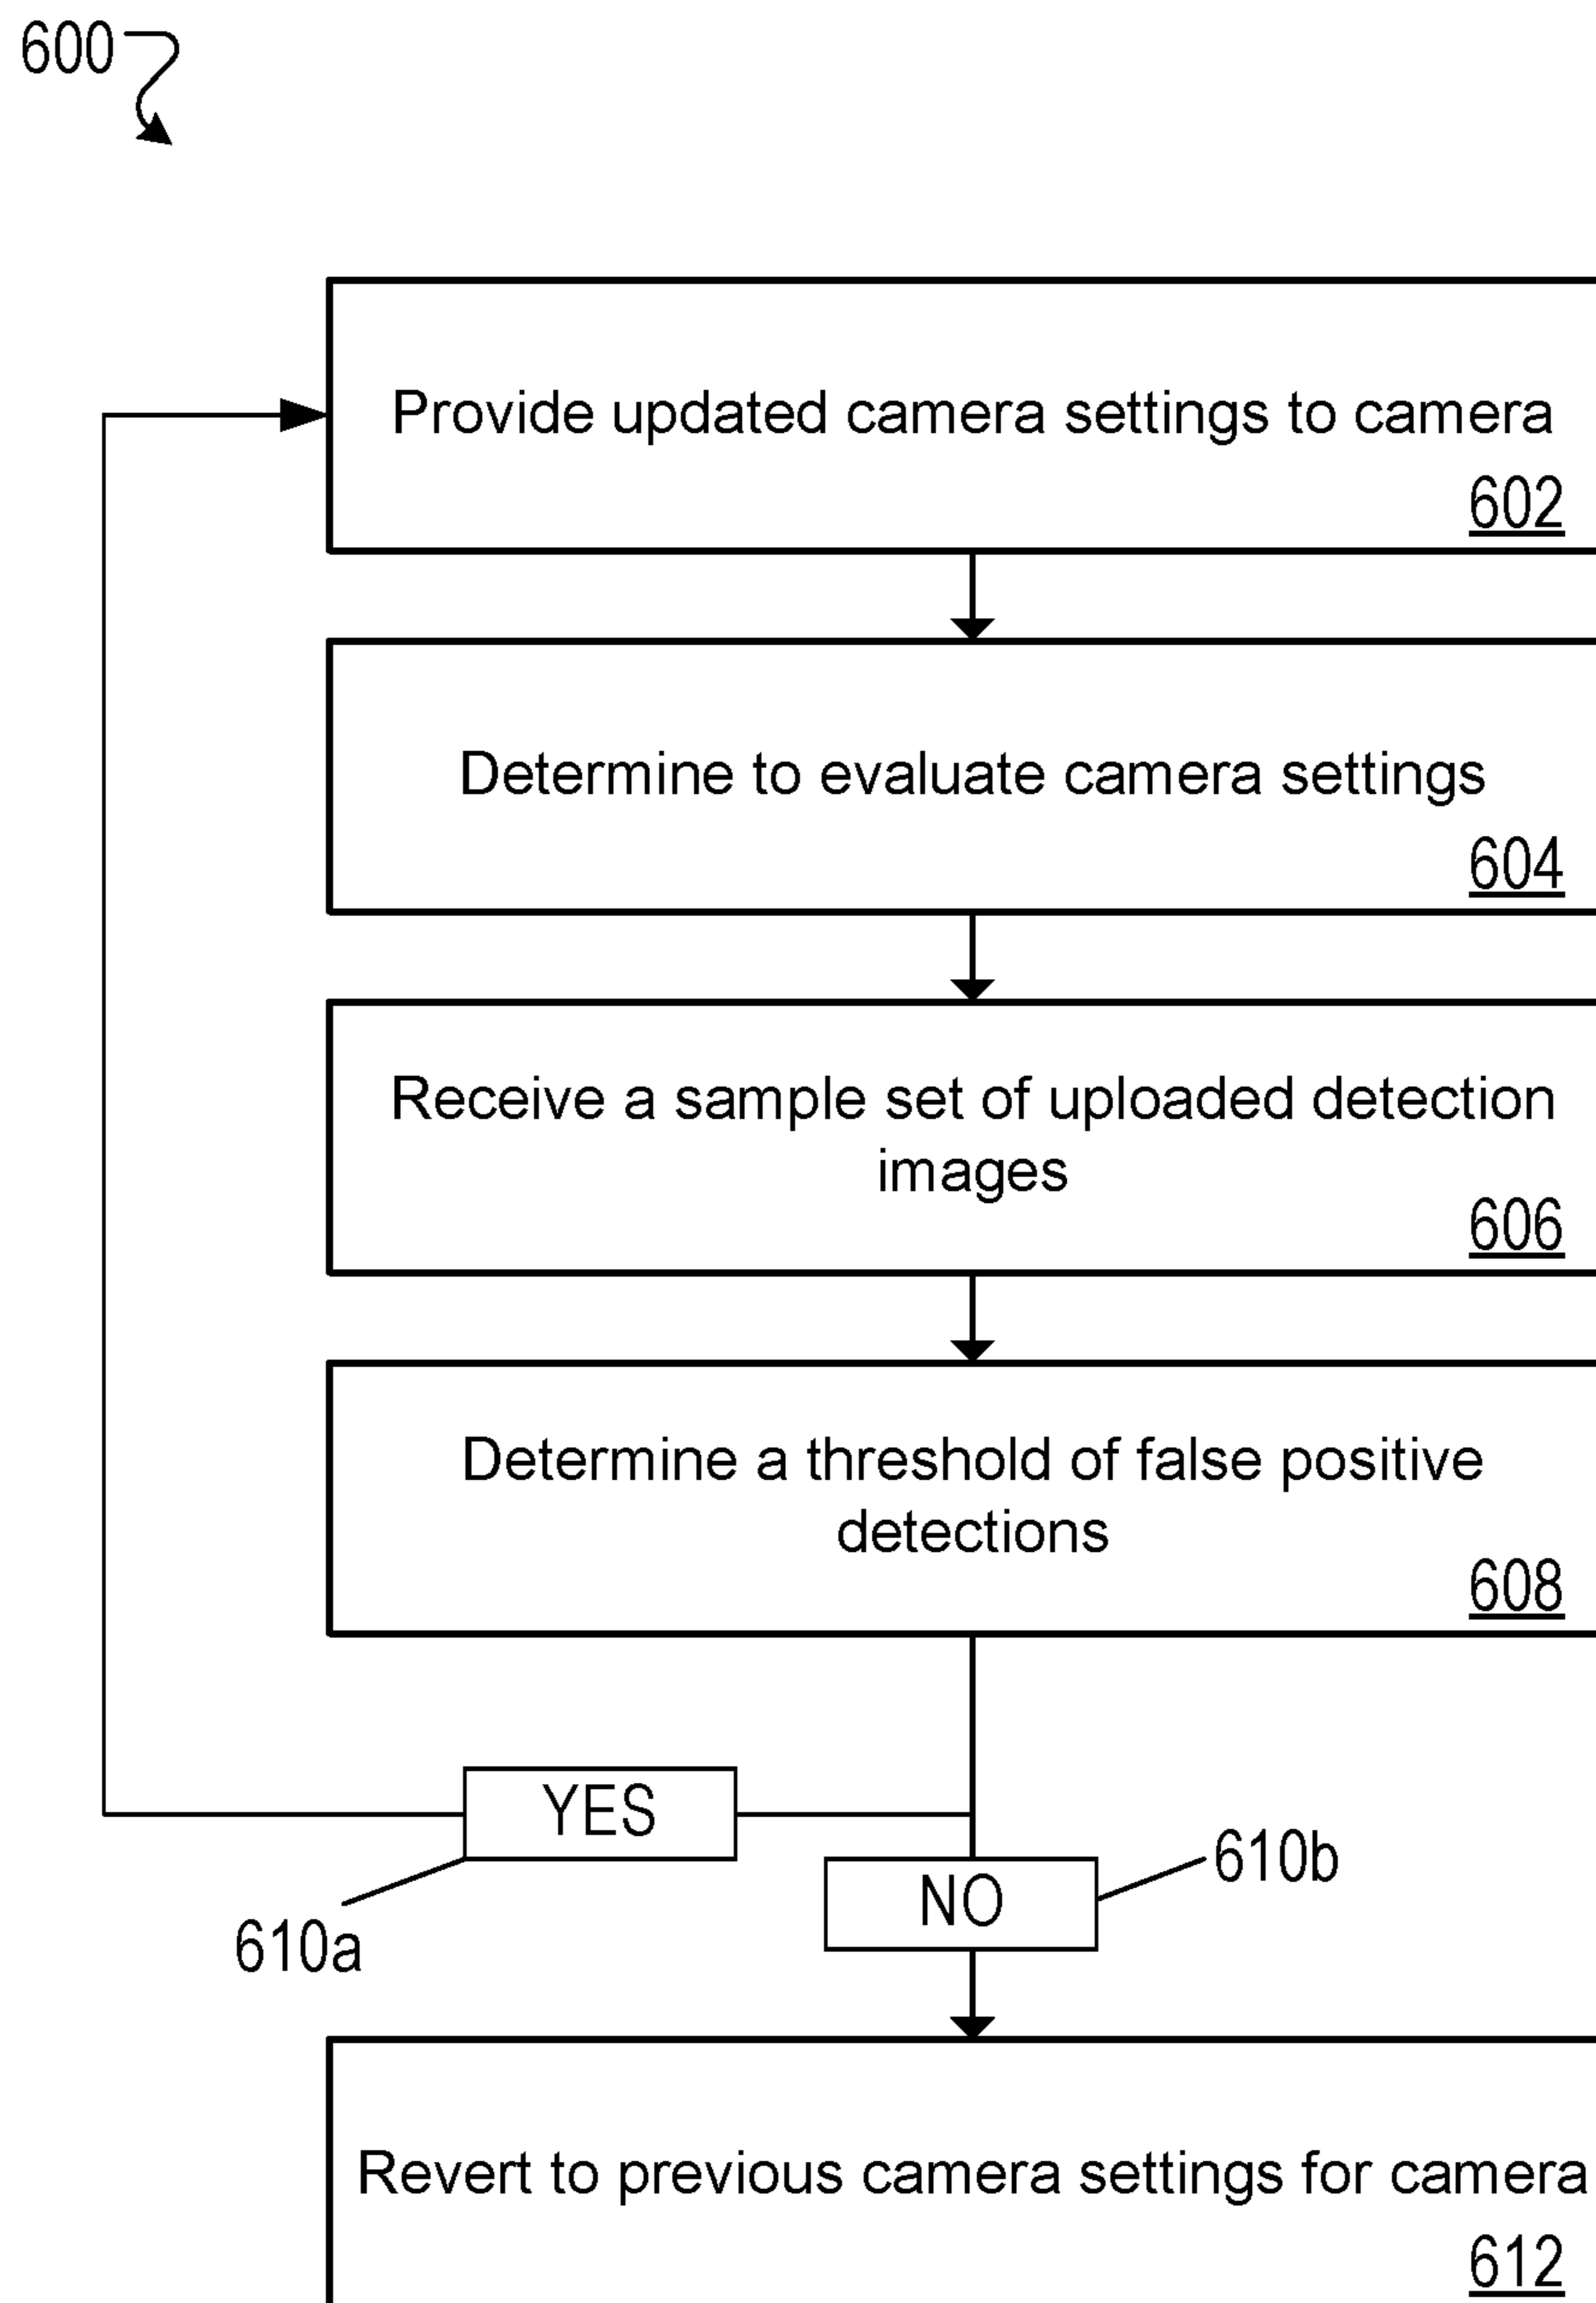 600
Provide updated camera settings to camera
602
Determine to evaluate camera settings
604
Receive a sample set of uploaded detection
images
606
Determine a threshold of false positive
detections
608
YES
610b
NO
610a
Revert to previous camera settings for camera
612